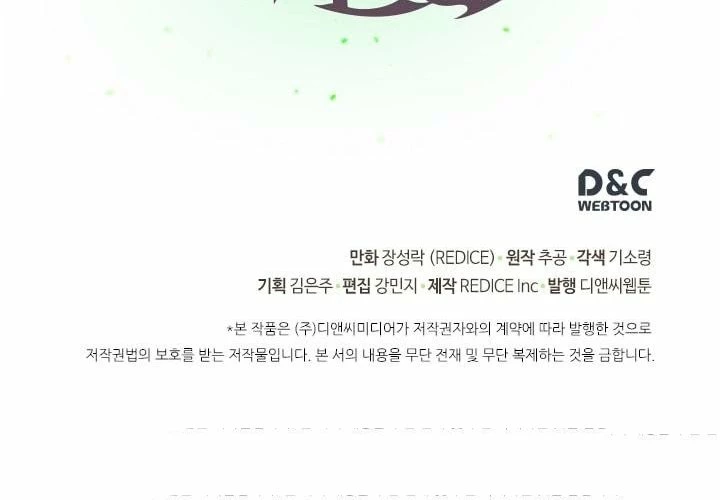 D&C
WEBTOON
만화 장성락 (REDICE) • 원작 추공 • 각색 기소령
기획 김은주 • 편집 강민지 • 제작 REDICE Inc • 발행 디앤씨웹툰
*본 작품은 (주)디앤씨미디어가 저작권자와의 계약에 따라 발행한 것으로
저작권법의 보호를 받는 저작물입니다. 본 서의 내용을 무단 전재 및 무단 복제하는 것을 금합니다.